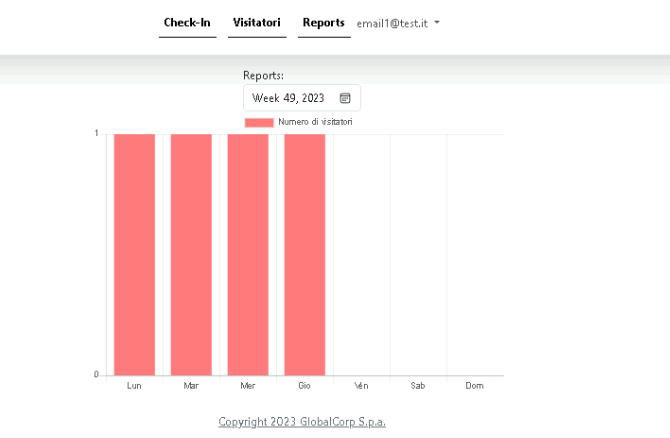 Check-In Visitatori Reports email1@test.it
Reports:
Week 49, 2023
Numero di visitatori
1
0
Lun Mar Mer Gio Ven Sab Dom
Copyright 2023 GlobalCorp S.p.a.